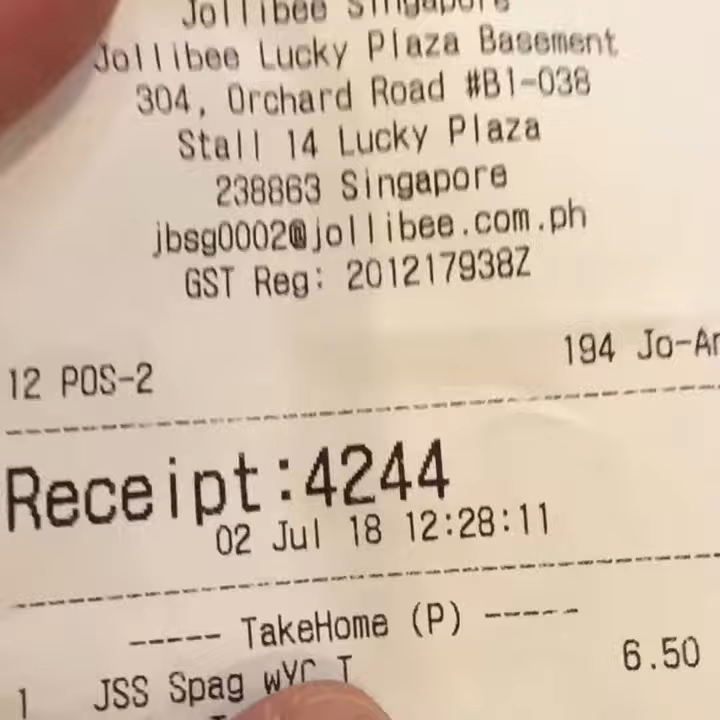 Jollibee Singapore
Jollibee Lucky Plaza Basement
304, Orchard Road #B1-038
Stall 14 Lucky Plaza
238863 Singapore
jbsg0002@jollibee.com.ph
GST Reg: 201217938Z
12 POS-2 194
Receipt:4244
02 Jul 18 12:28:11
----- TakeHome (P) -----
1 JSS Spag 6.50